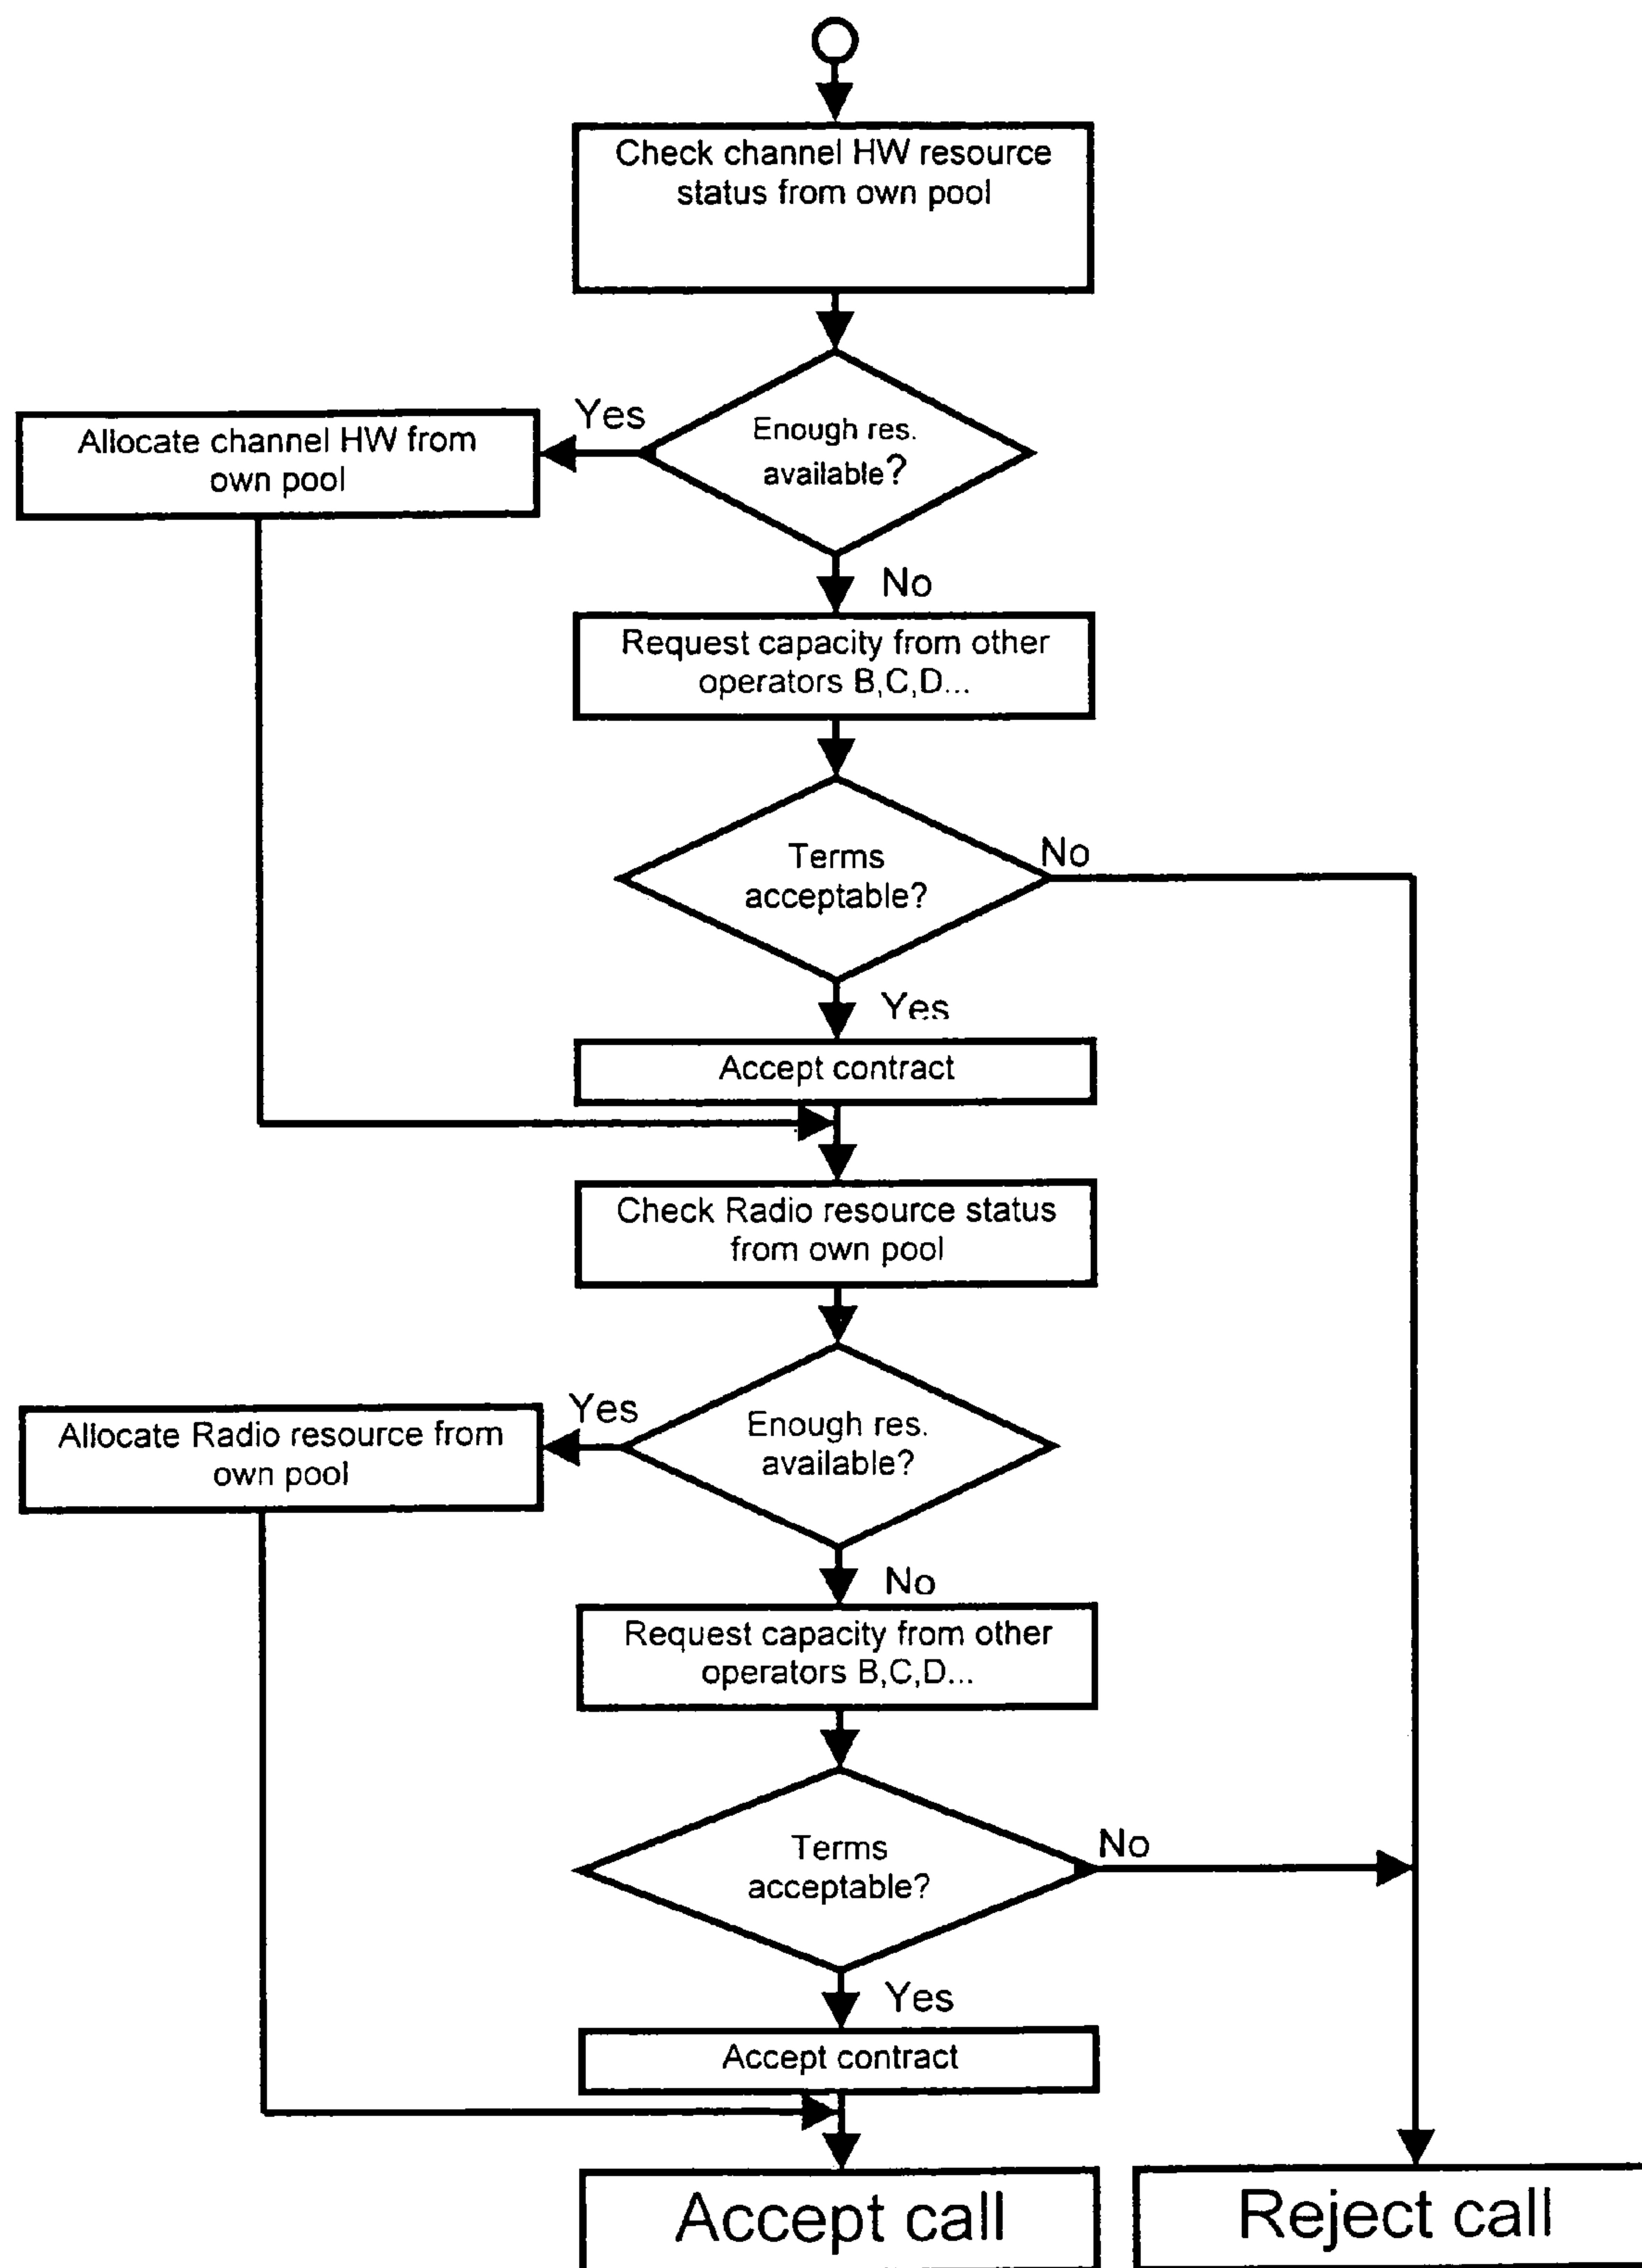 Check channel HW resource
status from own pool
Yes
Enough res.
available?
Allocate channel HW from
own pool
No
Request capacity from other
operators B,C,D...
Terms
acceptable?
No
Yes
Accept contract
Check Radio resource status
from own pool
Yes
Enough res.
available?
Allocate Radio resource from
own pool
No
Request capacity from other
operators B,C,D...
Terms
acceptable?
No
Yes
Accept contract
Accept call
Reject call